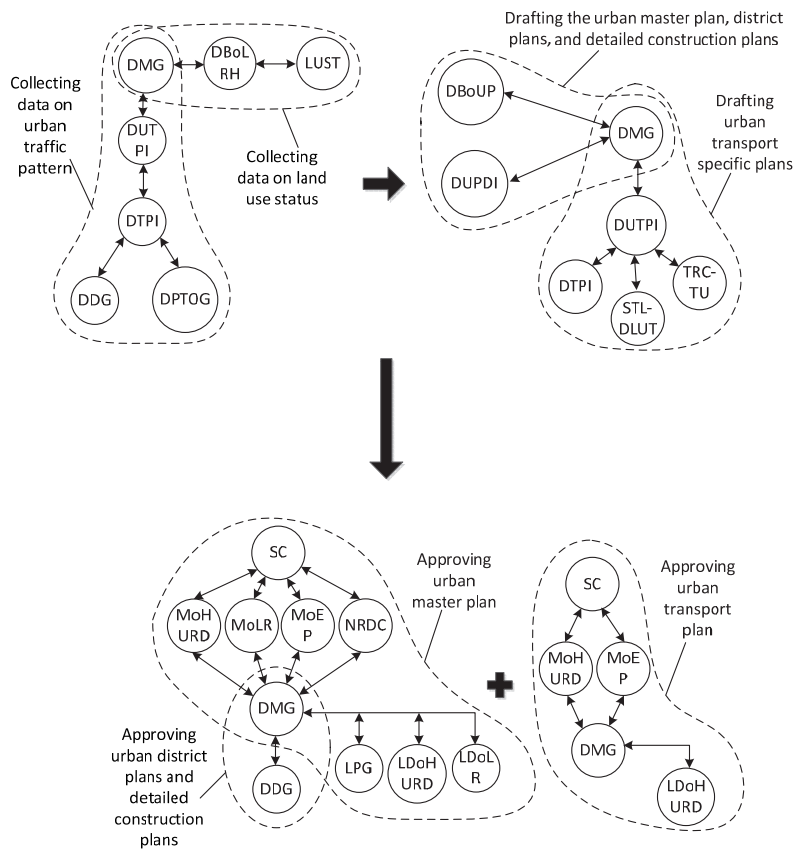 Drafting the urban master plan, district
plans, and detailed construction plans
DMG
DBoL
RH
LUST
Collecting
data on
urban
traffic
pattern
DUT
PI
Collecting
data on land
use status
DTPI
DDG
DPTOG
DBoUP
DMG
DUPDI
Drafting
urban
transport
specific plans
DUTPI
DTPI
STL-
DLUT
TRC-
TU
SC
MoH
URD
MoLR
MoE
P
NRDC
Approving
urban
master plan
DMG
Approving
urban district
plans and
detailed
construction
plans
DDG
LPG
LDoH
URD
LDoL
R
SC
Approving
urban
transport
plan
MoH
URD
MoE
P
DMG
LDoH
URD